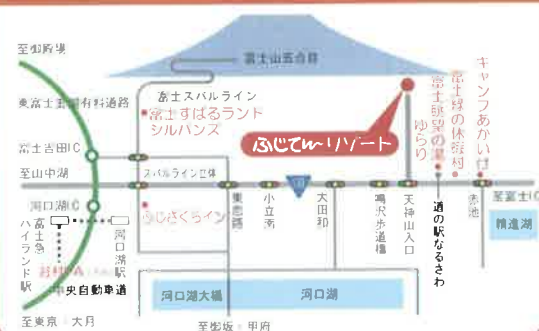 至御殿場
富士山五合目
東富士五湖有料道路
富士スバルライン
富士すばるランド
シルバンズ
ふじてんリゾート
富士眺望の湯
ゆらり
富士緑の休暇村
キャンプあかいけ
富士吉田IC
至山中湖
スバルライン立体
東恋路
小立南
大田和
鳴沢歩道橋
天神山入口
道の駅なるさわ
赤池
至富士IC
精進湖
河口湖IC
富士急
ハイランド駅
河口湖駅
ふじさくらイン
中央自動車道
河口湖大橋
河口湖
至東京・大月
至御坂・甲府